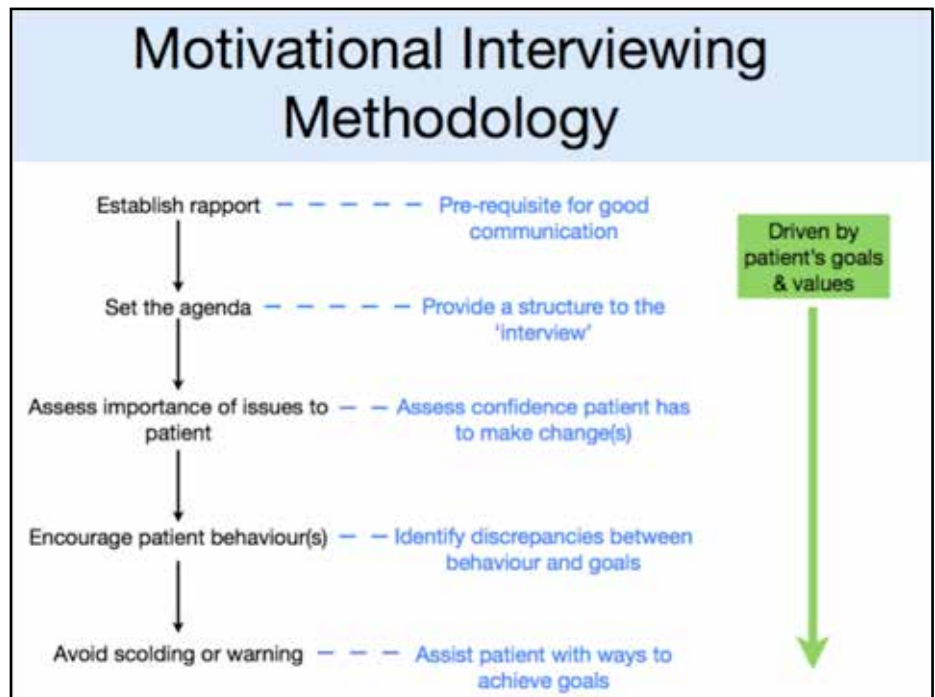 Motivational Interviewing
Methodology
Establish rapport
Pre-requisite for good
communication
Driven by
patient's goals
& values
Set the agenda
Provide a structure to the
'interview'
Assess importance of issues to
patient
Assess confidence patient has
to make change(s)
Encourage patient behaviour(s)
Identify discrepancies between
behaviour and goals
Avoid scolding or warning
Assist patient with ways to
achieve goals